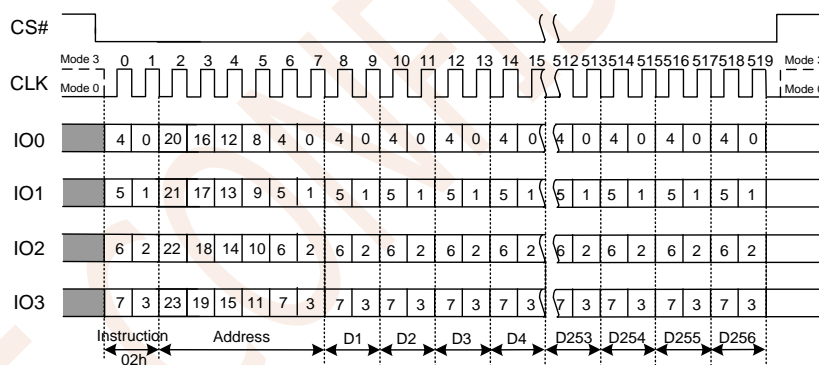 CS#
Mode 3 0 1 2 3 4 5 6 7 8 9 10 11 12 13 14 15 512 513 514 515 516 517 518 519 Mode 3
CLK
Mode 0
IO0 4 0 20 16 12 8 4 0 4 0 4 0 4 0 4 0 4 0 4 0 4 0 4 0
IO1 5 1 21 17 13 9 5 1 5 1 5 1 5 1 5 1 5 1 5 1 5 1 5 1
IO2 6 2 22 18 14 10 6 2 6 2 6 2 6 2 6 2 6 2 6 2 6 2 6 2
IO3 7 3 23 19 15 11 7 3 7 3 7 3 7 3 7 3 7 3 7 3 7 3 7 3
Instruction Address D1 D2 D3 D4 D253 D254 D255 D256
02h